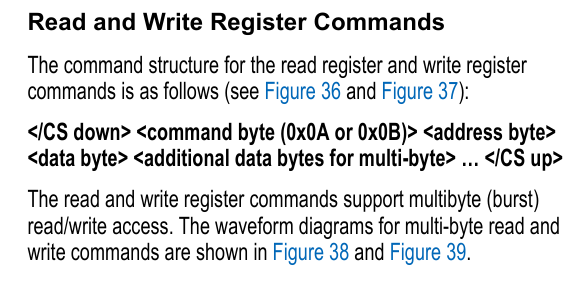 Read and Write Register Commands
The command structure for the read register and write register
commands is as follows (see Figure 36 and Figure 37):
</CS down> <command byte (0x0A or 0x0B)> <address byte>
<data byte> <additional data bytes for multi-byte> … </CS up>
The read and write register commands support multibyte (burst)
read/write access. The waveform diagrams for multi-byte read and
write commands are shown in Figure 38 and Figure 39.